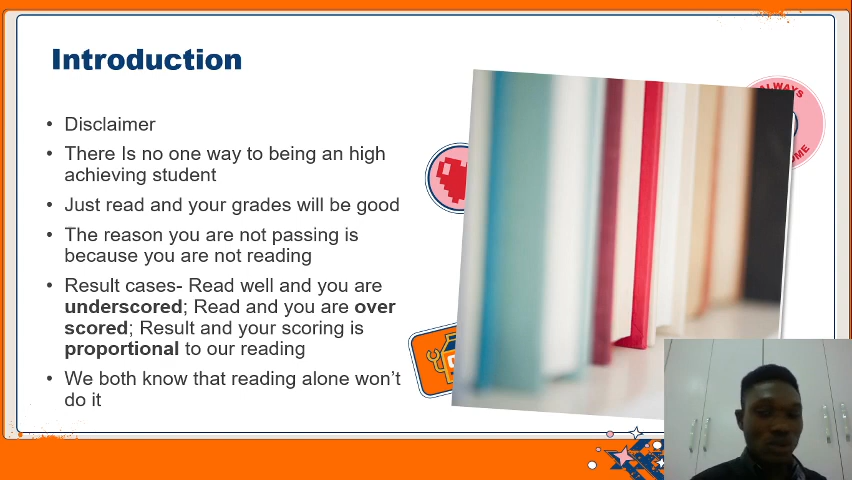 Introduction
• Disclaimer
• There Is no one way to being an high
achieving student
• Just read and your grades will be good
• The reason you are not passing is
because you are not reading
• Result cases- Read well and you are
underscored; Read and you are over
scored; Result and your scoring is
proportional to our reading
• We both know that reading alone won't
do it
ALWAYS